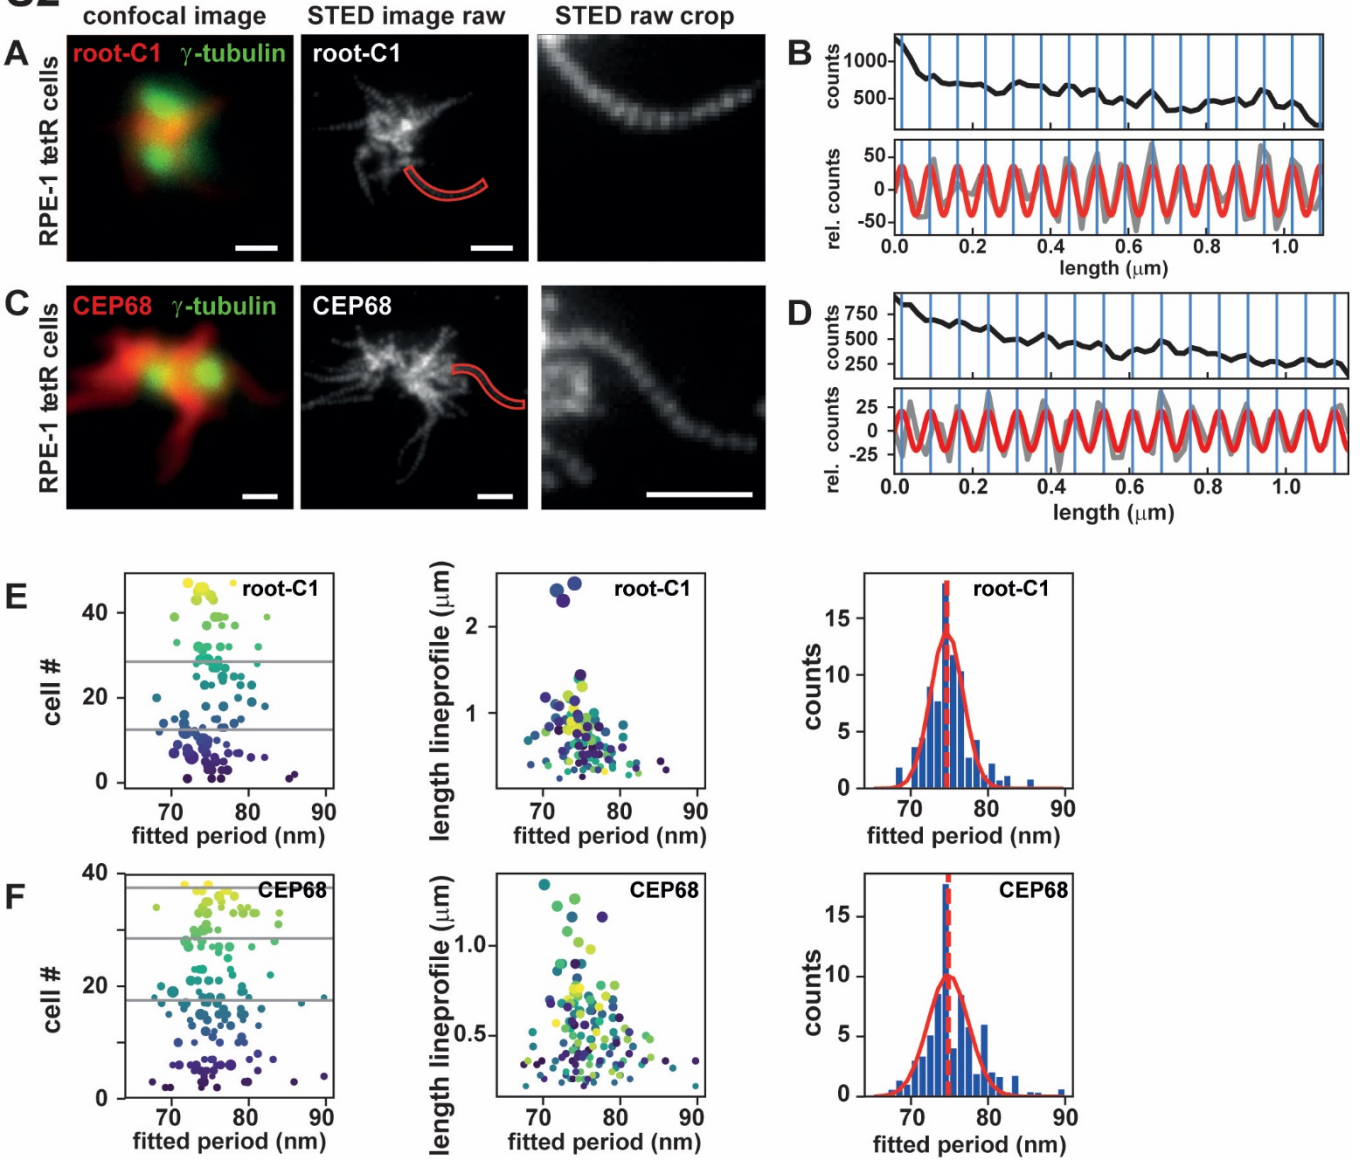 confocal image STED image raw STED raw crop
A RPE-1 tetR cells root-C1 γ-tubulin root-C1
B counts 1000 500
rel. counts 50 0 -50
0.0 0.2 0.4 0.6 0.8 1.0
length (μm)
C RPE-1 tetR cells CEP68 γ-tubulin CEP68
D counts 750 500 250
rel. counts 25 0 -25
0.0 0.2 0.4 0.6 0.8 1.0
length (μm)
E cell # 40 20 0 root-C1
70 80 90
fitted period (nm)
length lineprofile (μm) 2 1 root-C1
70 80 90
fitted period (nm)
counts 15 10 5 0 root-C1
70 80 90
fitted period (nm)
F cell # 40 20 0 CEP68
70 80 90
fitted period (nm)
length lineprofile (μm) 1.0 0.5 CEP68
70 80 90
fitted period (nm)
counts 15 10 5 0 CEP68
70 80 90
fitted period (nm)